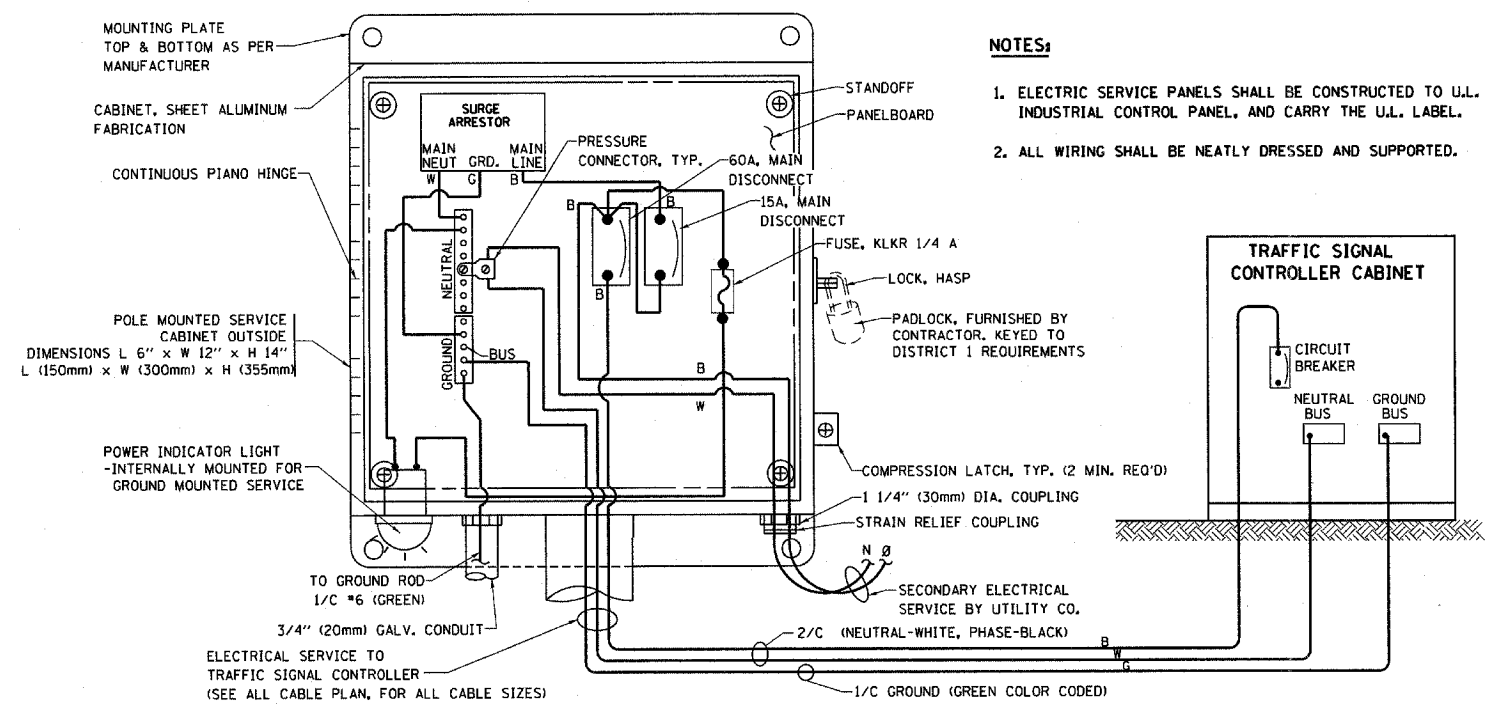 MOUNTING PLATE
TOP & BOTTOM AS PER
MANUFACTURER
CABINET, SHEET ALUMINUM
FABRICATION
CONTINUOUS PIANO HINGE
POLE MOUNTED SERVICE
CABINET OUTSIDE
DIMENSIONS L 6" x W 12" x H 14"
L (150mm) x W (300mm) x H (355mm)
POWER INDICATOR LIGHT
-INTERNALLY MOUNTED FOR
GROUND MOUNTED SERVICE
TO GROUND ROD
1/C #6 (GREEN)
3/4" (20mm) GALV. CONDUIT
ELECTRICAL SERVICE TO
TRAFFIC SIGNAL CONTROLLER
(SEE ALL CABLE PLAN, FOR ALL CABLE SIZES)
SURGE
ARRESTOR
MAIN
NEUT
GRD.
MAIN
LINE
W
G
B
PRESSURE
CONNECTOR, TYP.
NEUTRAL
GROUND
BUS
B
B
B
B
W
STANDOFF
PANELBOARD
60A, MAIN
DISCONNECT
15A, MAIN
DISCONNECT
FUSE, KLKR 1/4 A
LOCK, HASP
PADLOCK, FURNISHED BY
CONTRACTOR. KEYED TO
DISTRICT 1 REQUIREMENTS
COMPRESSION LATCH, TYP. (2 MIN. REQ'D)
1 1/4" (30mm) DIA. COUPLING
STRAIN RELIEF COUPLING
N Ø
SECONDARY ELECTRICAL
SERVICE BY UTILITY CO.
2/C (NEUTRAL-WHITE, PHASE-BLACK)
B
W
G
1/C GROUND (GREEN COLOR CODED)
NOTES:
1. ELECTRIC SERVICE PANELS SHALL BE CONSTRUCTED TO U.L.
INDUSTRIAL CONTROL PANEL, AND CARRY THE U.L. LABEL.
2. ALL WIRING SHALL BE NEATLY DRESSED AND SUPPORTED.
TRAFFIC SIGNAL
CONTROLLER CABINET
CIRCUIT
BREAKER
NEUTRAL
BUS
GROUND
BUS